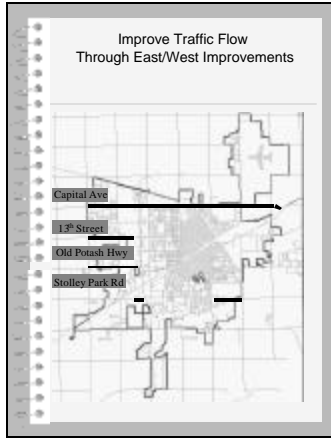 Improve Traffic Flow
Through East/West Improvements
Capital Ave
13th Street
Old Potash Hwy
Stolley Park Rd